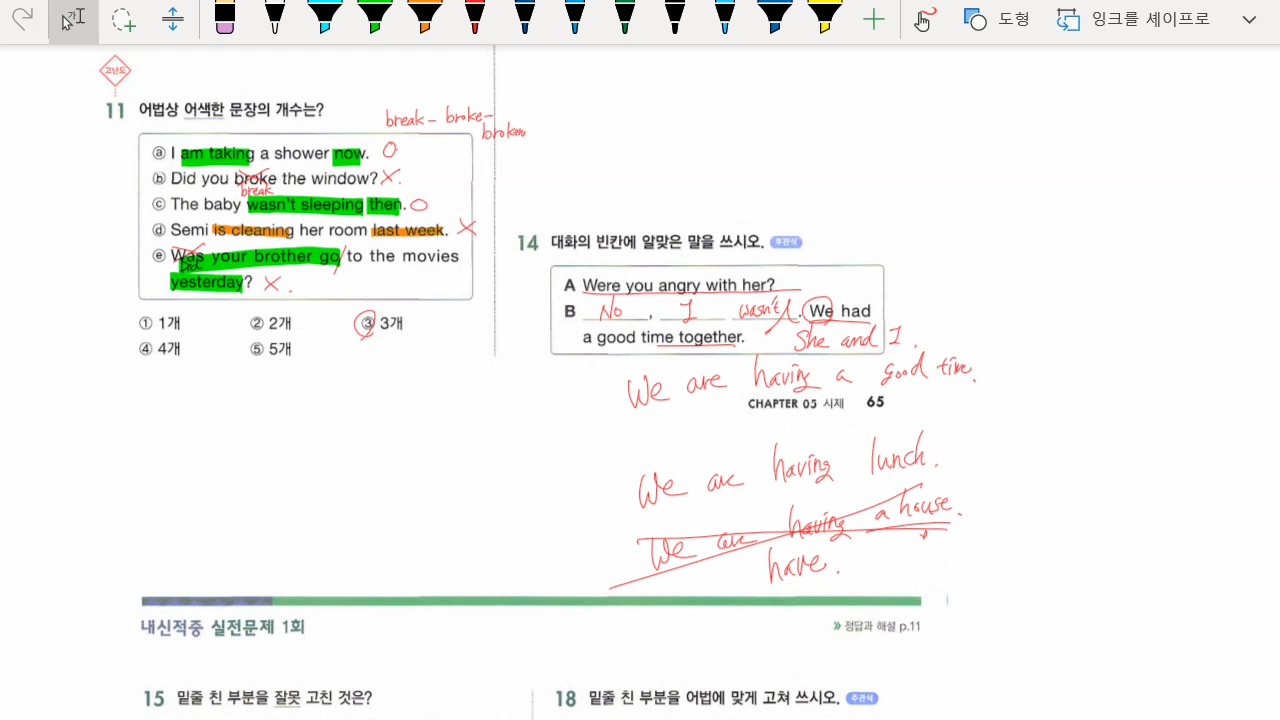 도형
잉크를 셰이프로
고난도
11 어법상 어색한 문장의 개수는?
break - broke-
broken
ⓐ I am taking a shower now. O
ⓑ Did you broke the window? X.
break
ⓒ The baby wasn't sleeping then. O
ⓓ Semi is cleaning her room last week. X
ⓔ Was your brother go to the movies
Did
yesterday? X.
① 1개 ② 2개 ③ 3개
④ 4개 ⑤ 5개
14 대화의 빈칸에 알맞은 말을 쓰시오. 주관식
A Were you angry with her?
B No, I wasn't. We had
a good time together.
She and I.
We are having a good time.
CHAPTER 05 시제 65
We are having lunch.
We are having a house.
have.
내신적중 실전문제 1회
» 정답과 해설 p.11
15 밑줄 친 부분을 잘못 고친 것은?
18 밑줄 친 부분을 어법에 맞게 고쳐 쓰시오. 주관식